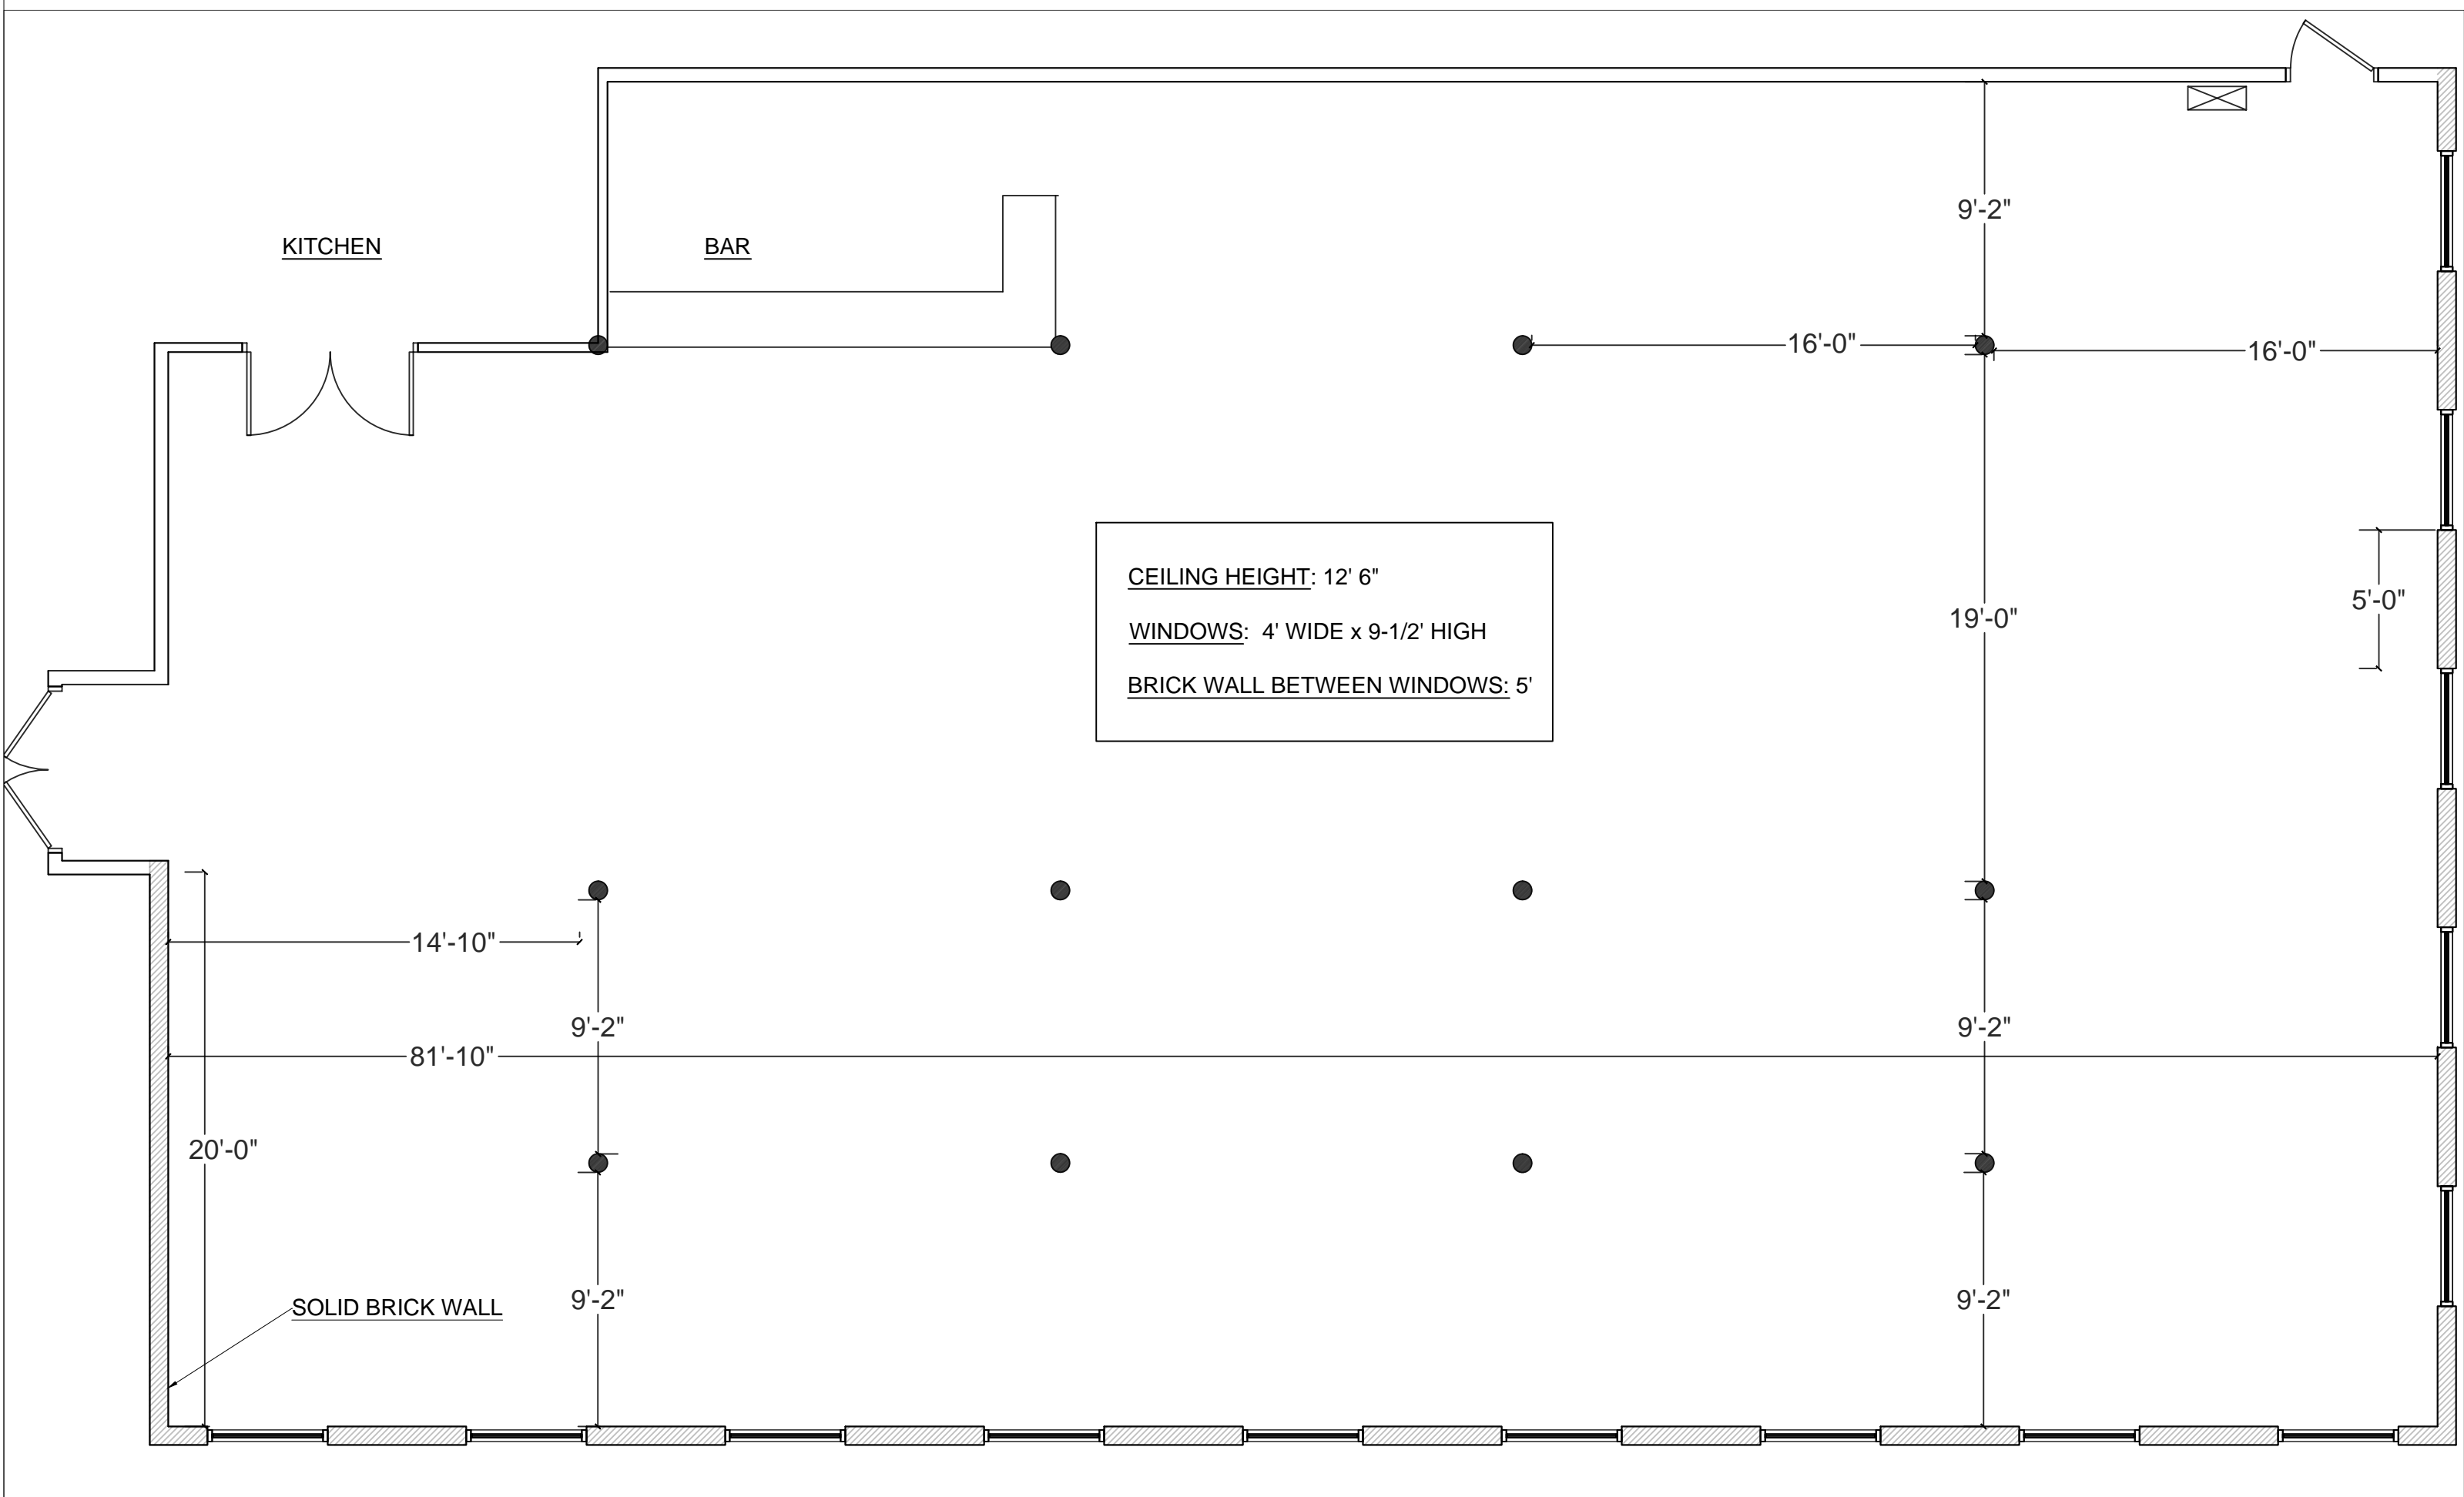 9'-2"
KITCHEN
BAR
16'-0"
16'-0"
CEILING HEIGHT: 12' 6"
WINDOWS: 4' WIDE x 9-1/2' HIGH
BRICK WALL BETWEEN WINDOWS: 5'
5'-0"
19'-0"
14'-10"
9'-2"
9'-2"
81'-10"
20'-0"
SOLID BRICK WALL
9'-2"
9'-2"